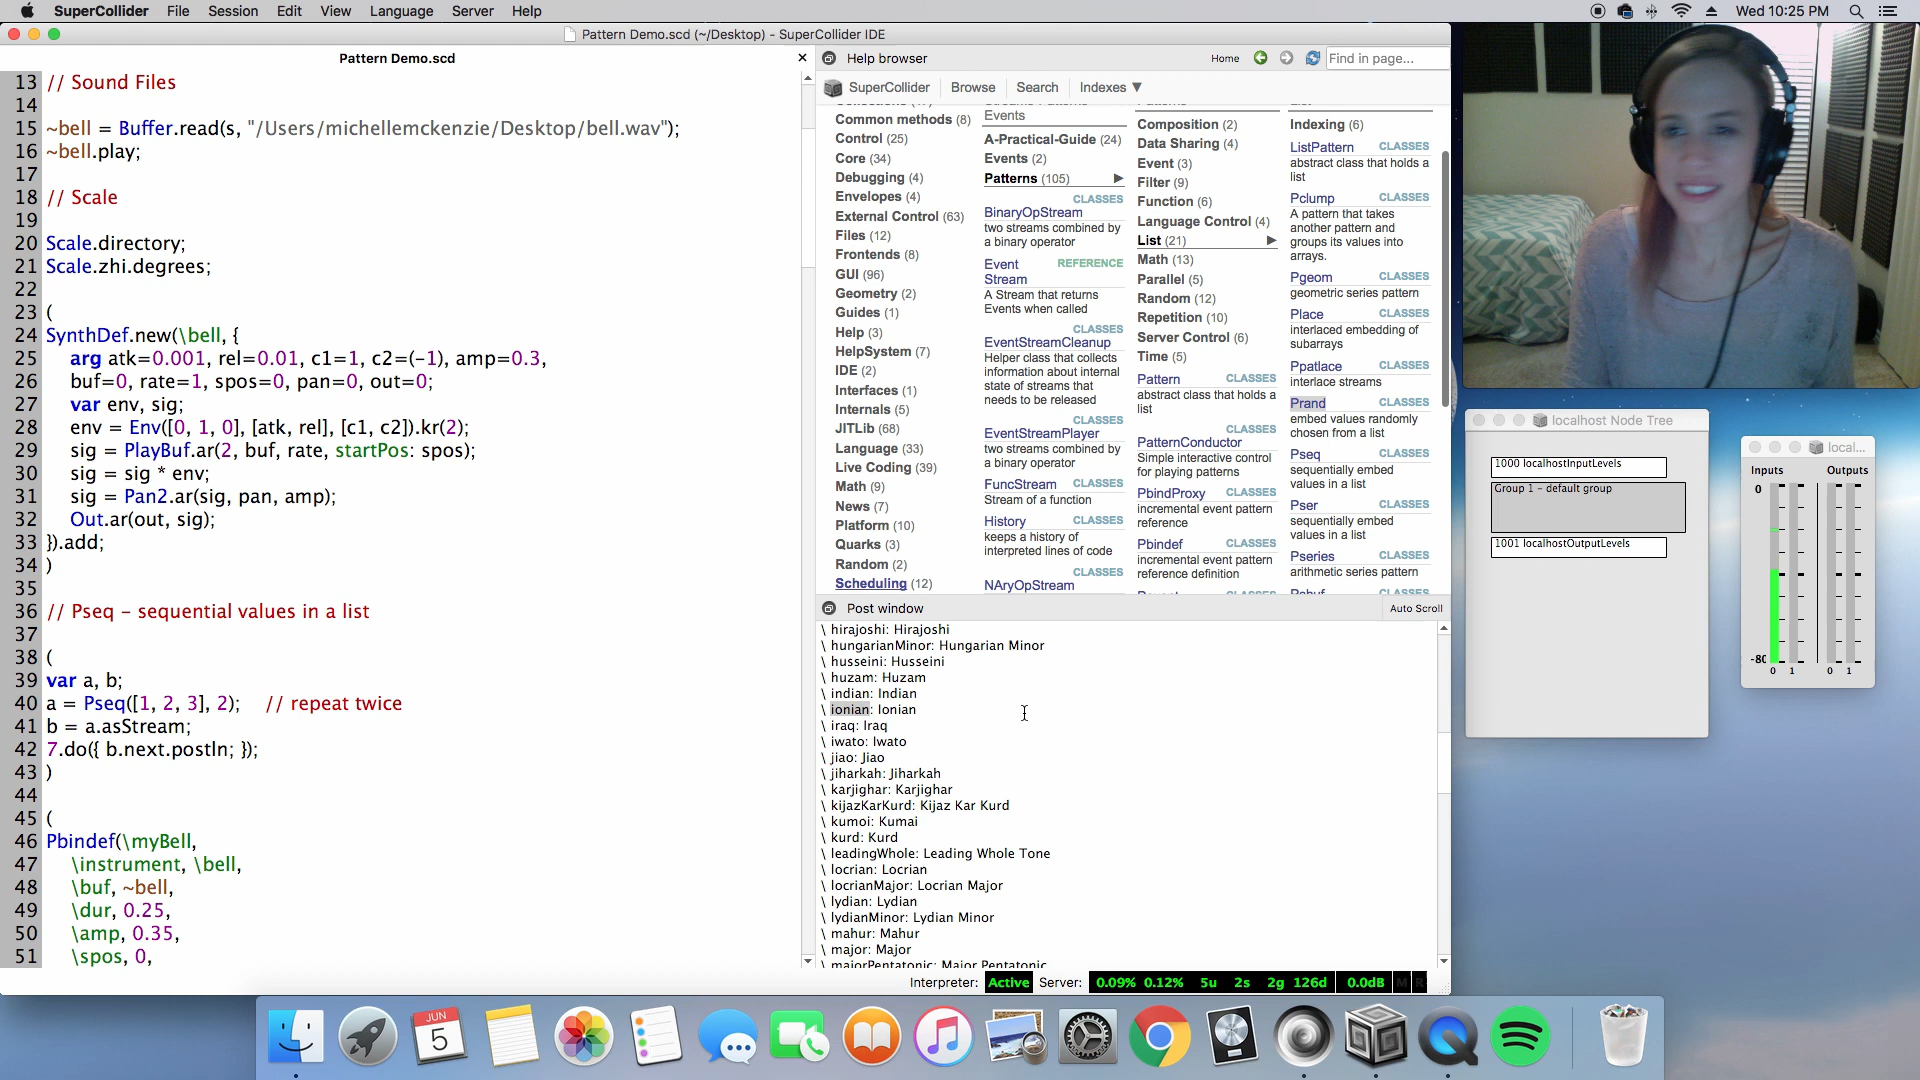 SuperCollider File Session Edit View Language Server Help
Wed 10:25 PM
Pattern Demo.scd (~/Desktop) - SuperCollider IDE
Pattern Demo.scd
13 // Sound Files
14
15 ~bell = Buffer.read(s, "/Users/michellemckenzie/Desktop/bell.wav");
16 ~bell.play;
17
18 // Scale
19
20 Scale.directory;
21 Scale.zhi.degrees;
22
23 (
24 SynthDef.new(\bell, {
25 arg atk=0.001, rel=0.01, c1=1, c2=(-1), amp=0.3,
26 buf=0, rate=1, spos=0, pan=0, out=0;
27 var env, sig;
28 env = Env([0, 1, 0], [atk, rel], [c1, c2]).kr(2);
29 sig = PlayBuf.ar(2, buf, rate, startPos: spos);
30 sig = sig * env;
31 sig = Pan2.ar(sig, pan, amp);
32 Out.ar(out, sig);
33 }).add;
34 )
35
36 // Pseq – sequential values in a list
37
38 (
39 var a, b;
40 a = Pseq([1, 2, 3], 2); // repeat twice
41 b = a.asStream;
42 7.do({ b.next.postln; });
43 )
44
45 (
46 Pbindef(\myBell,
47 \instrument, \bell,
48 \buf, ~bell,
49 \dur, 0.25,
50 \amp, 0.35,
51 \spos, 0,
Help browser
Home
Find in page...
SuperCollider Browse Search Indexes ▼
Common methods (8)
Control (25)
Core (34)
Debugging (4)
Envelopes (4)
External Control (63)
Files (12)
Frontends (8)
GUI (96)
Geometry (2)
Guides (1)
Help (3)
HelpSystem (7)
IDE (2)
Interfaces (1)
Internals (5)
JITLib (68)
Language (33)
Live Coding (39)
Math (9)
News (7)
Platform (10)
Quarks (3)
Random (2)
Scheduling (12)
Events
A-Practical-Guide (24)
Events (2)
Patterns (105) ▶
CLASSES
BinaryOpStream
two streams combined by
a binary operator
Event REFERENCE
Stream
A Stream that returns
Events when called
CLASSES
EventStreamCleanup
Helper class that collects
information about internal
state of streams that
needs to be released
CLASSES
EventStreamPlayer
two streams combined by
a binary operator
FuncStream CLASSES
Stream of a function
History CLASSES
keeps a history of
interpreted lines of code
CLASSES
NAryOpStream
Composition (2)
Data Sharing (4)
Event (3)
Filter (9)
Function (6)
Language Control (4)
List (21) ▶
Math (13)
Parallel (5)
Random (12)
Repetition (10)
Server Control (6)
Time (5)
Pattern CLASSES
abstract class that holds a
list
CLASSES
PatternConductor
Simple interactive control
for playing patterns
PbindProxy CLASSES
incremental event pattern
reference
Pbindef CLASSES
incremental event pattern
reference definition
Indexing (6)
ListPattern CLASSES
abstract class that holds a
list
Pclump CLASSES
A pattern that takes
another pattern and
groups its values into
arrays.
Pgeom CLASSES
geometric series pattern
Place CLASSES
interlaced embedding of
subarrays
Ppatlace CLASSES
interlace streams
Prand CLASSES
embed values randomly
chosen from a list
Pseq CLASSES
sequentially embed
values in a list
Pser CLASSES
sequentially embed
values in a list
Pseries CLASSES
arithmetic series pattern
Post window
Auto Scroll
\ hirajoshi: Hirajoshi
\ hungarianMinor: Hungarian Minor
\ husseini: Husseini
\ huzam: Huzam
\ indian: Indian
\ ionian: Ionian
\ iraq: Iraq
\ iwato: Iwato
\ jiao: Jiao
\ jiharkah: Jiharkah
\ karjighar: Karjighar
\ kijazKarKurd: Kijaz Kar Kurd
\ kumoi: Kumai
\ kurd: Kurd
\ leadingWhole: Leading Whole Tone
\ locrian: Locrian
\ locrianMajor: Locrian Major
\ lydian: Lydian
\ lydianMinor: Lydian Minor
\ mahur: Mahur
\ major: Major
\ majorPentatonic: Major Pentatonic
Interpreter: Active Server: 0.09% 0.12% 5u 2s 2g 126d 0.0dB M R
localhost Node Tree
1000 localhostInputLevels
Group 1 - default group
1001 localhostOutputLevels
local...
Inputs Outputs
0
-80
0 1 0 1
JUN
5